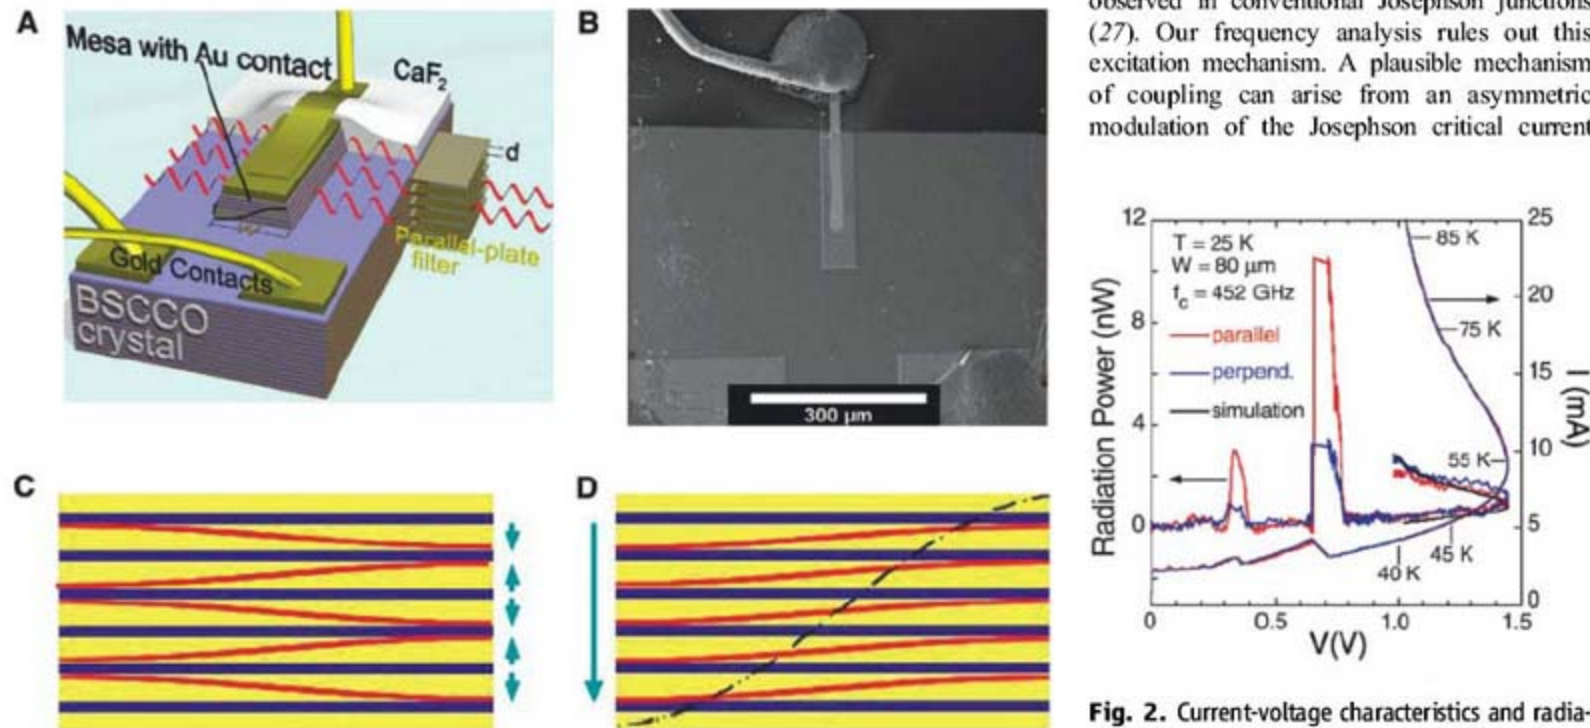 A
Mesa with Au contact
CaF2
d
W
Parallel-plate
filter
Gold Contacts
BSCCO
crystal
B
300 µm
C
D
observed in conventional Josephson junctions
(27). Our frequency analysis rules out this
excitation mechanism. A plausible mechanism
of coupling can arise from an asymmetric
modulation of the Josephson critical current
12
8
4
0
Radiation Power (nW)
T = 25 K
W = 80 µm
fc = 452 GHz
parallel
perpend.
simulation
85 K
75 K
55 K
45 K
40 K
25
20
15
10
5
0
I (mA)
0
0.5
1.0
1.5
V(V)
Fig. 2. Current-voltage characteristics and radia-